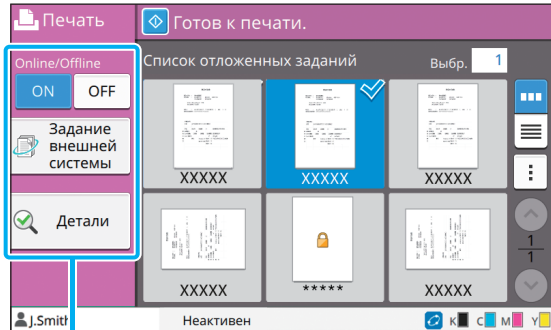 Печать
Готов к печати.
Online/Offline
ON OFF
Задание
внешней
системы
Детали
Список отложенных заданий
Выбр. 1
XXXXX XXXXX XXXXX
XXXXX ***** XXXXX
1
1
J.Smith
Неактивен
K C M Y